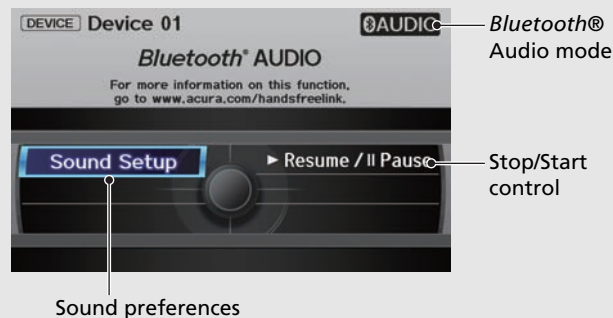 DEVICE Device 01
AUDIO
Bluetooth®
Audio mode
Bluetooth® AUDIO
For more information on this function,
go to www.acura.com/handsfreelink.
Sound Setup
► Resume / II Pause
Stop/Start
control
Sound preferences